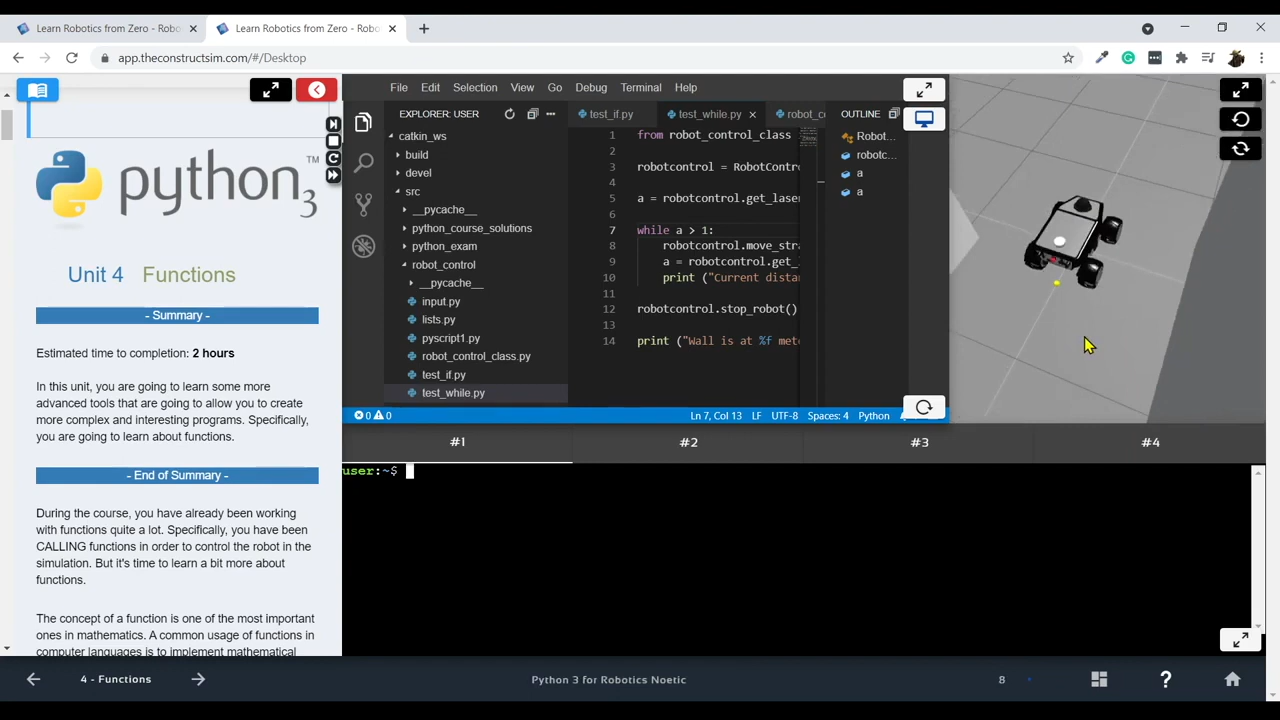 Learn Robotics from Zero - Robo
Learn Robotics from Zero - Robo
app.theconstructsim.com/#/Desktop
python
TM
3
Unit 4 Functions
- Summary -
Estimated time to completion: 2 hours
In this unit, you are going to learn some more
advanced tools that are going to allow you to create
more complex and interesting programs. Specifically,
you are going to learn about functions.
- End of Summary -
During the course, you have already been working
with functions quite a lot. Specifically, you have been
CALLING functions in order to control the robot in the
simulation. But it's time to learn a bit more about
functions.
The concept of a function is one of the most important
ones in mathematics. A common usage of functions in
computer languages is to implement mathematical
File Edit Selection View Go Debug Terminal Help
EXPLORER: USER
catkin_ws
build
devel
src
__pycache__
python_course_solutions
python_exam
robot_control
__pycache__
input.py
lists.py
pyscript1.py
robot_control_class.py
test_if.py
test_while.py
test_if.py test_while.py robot_c
1 from robot_control_class
2
3 robotcontrol = RobotContr
4
5 a = robotcontrol.get_laser
6
7 while a > 1:
8 robotcontrol.move_stra
9 a = robotcontrol.get_l
10 print ("Current distan
11
12 robotcontrol.stop_robot()
13
14 print ("Wall is at %f mete
OUTLINE
Robot...
robotc...
a
a
0 0 Ln 7, Col 13 LF UTF-8 Spaces: 4 Python
#1 #2 #3 #4
user:~$
4 - Functions
Python 3 for Robotics Noetic
8
?